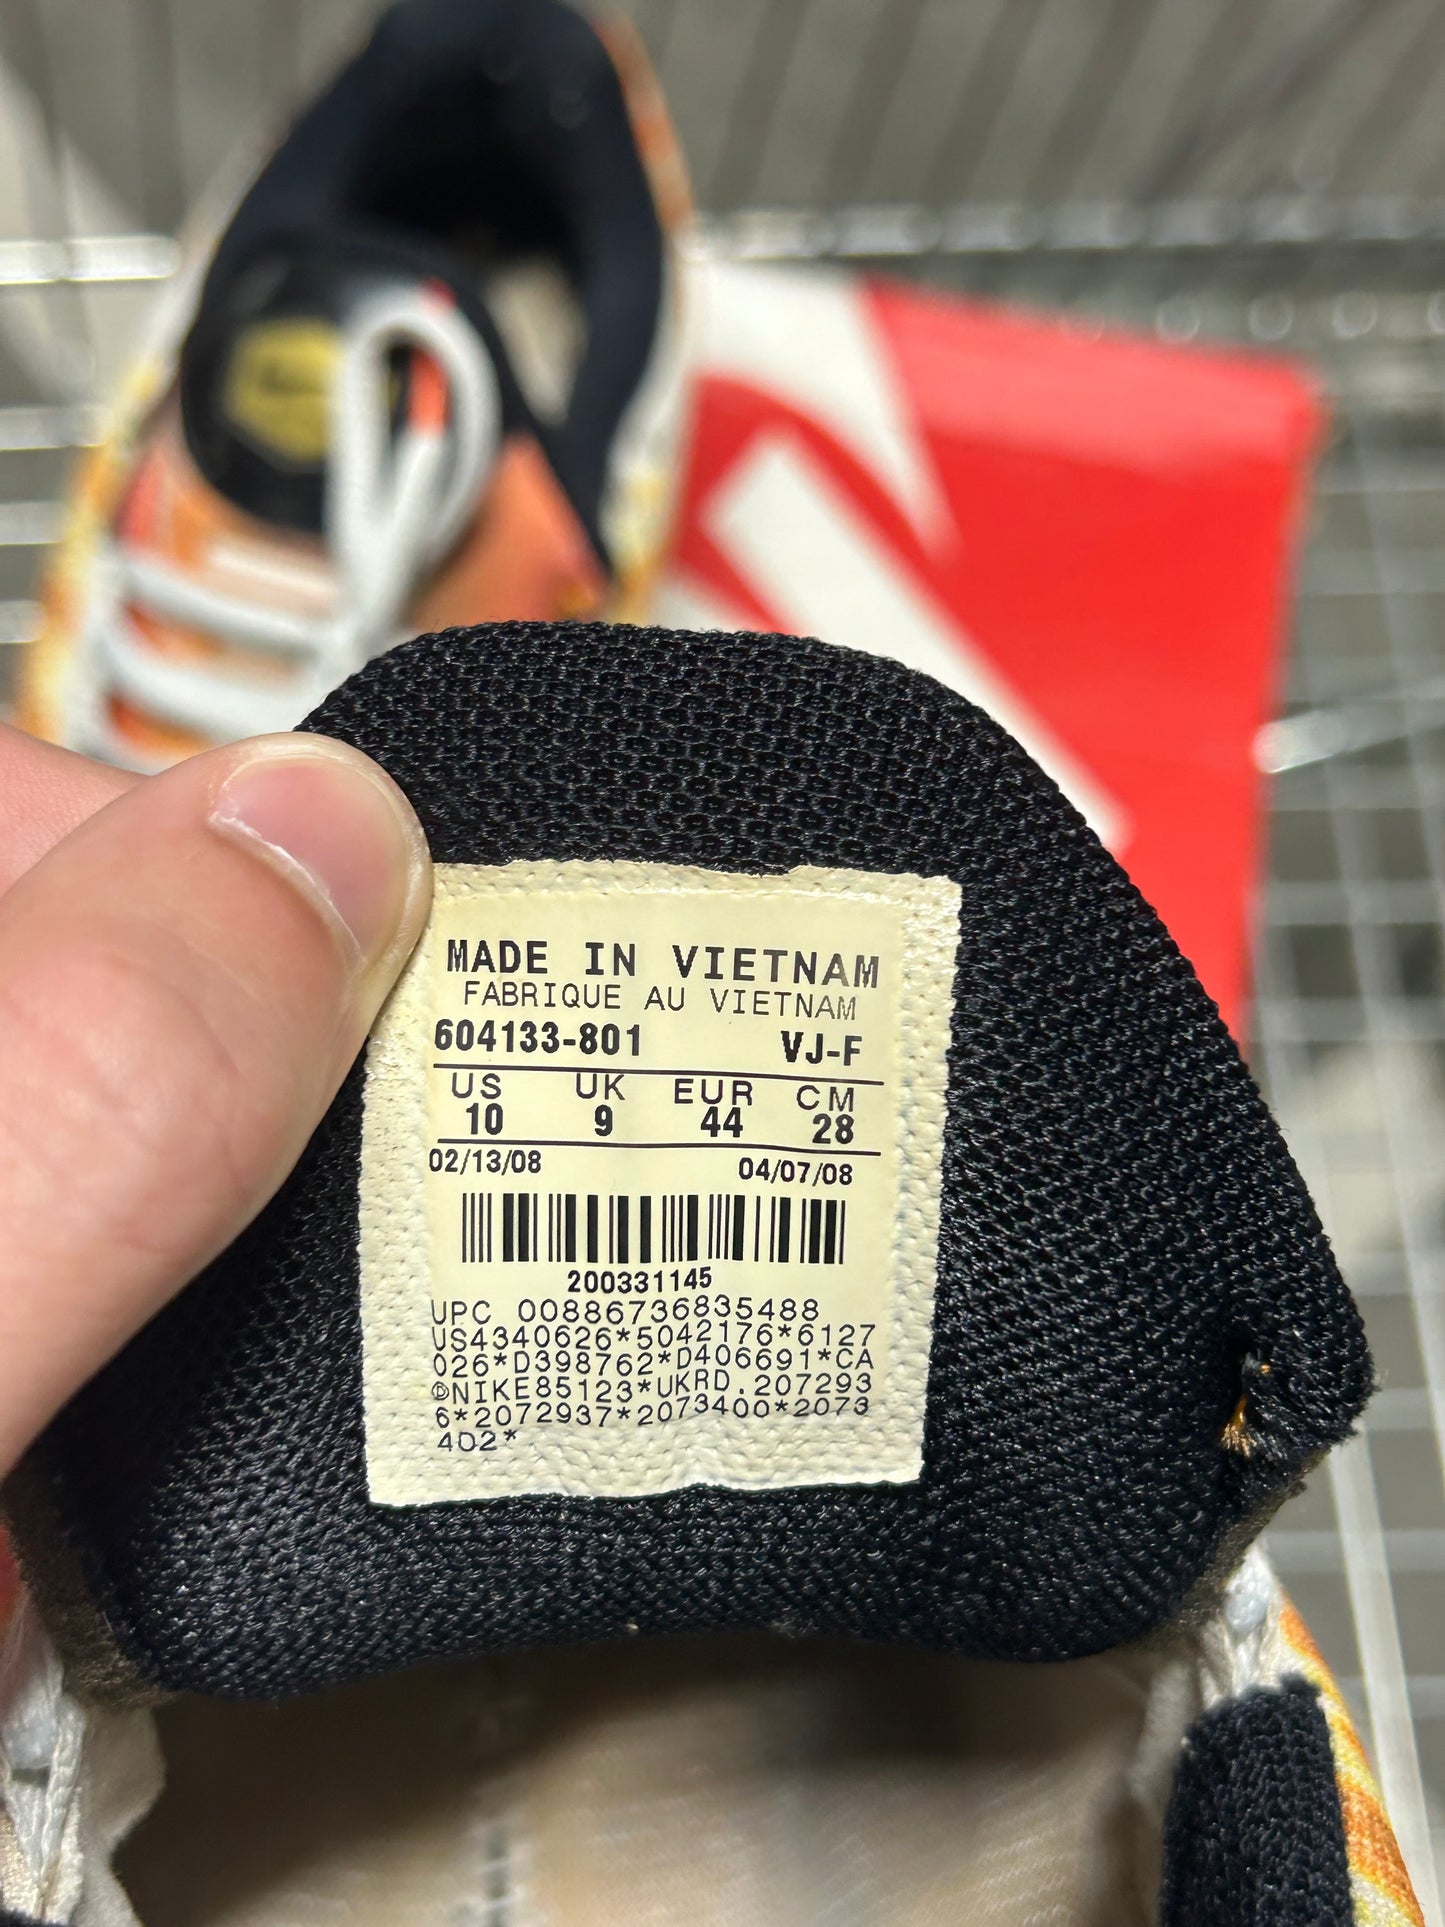 MADE IN VIETNAM
FABRIQUE AU VIETNAM
604133-801 VJ-F
US UK EUR CM
10 9 44 28
02/13/08 04/07/08
200331145
UPC 00886736835488
US4340626*5042176*6127
026*D398762*D406691*CA
@NIKE85123*UKRD.207293
6*2072937*2073400*2073
402*